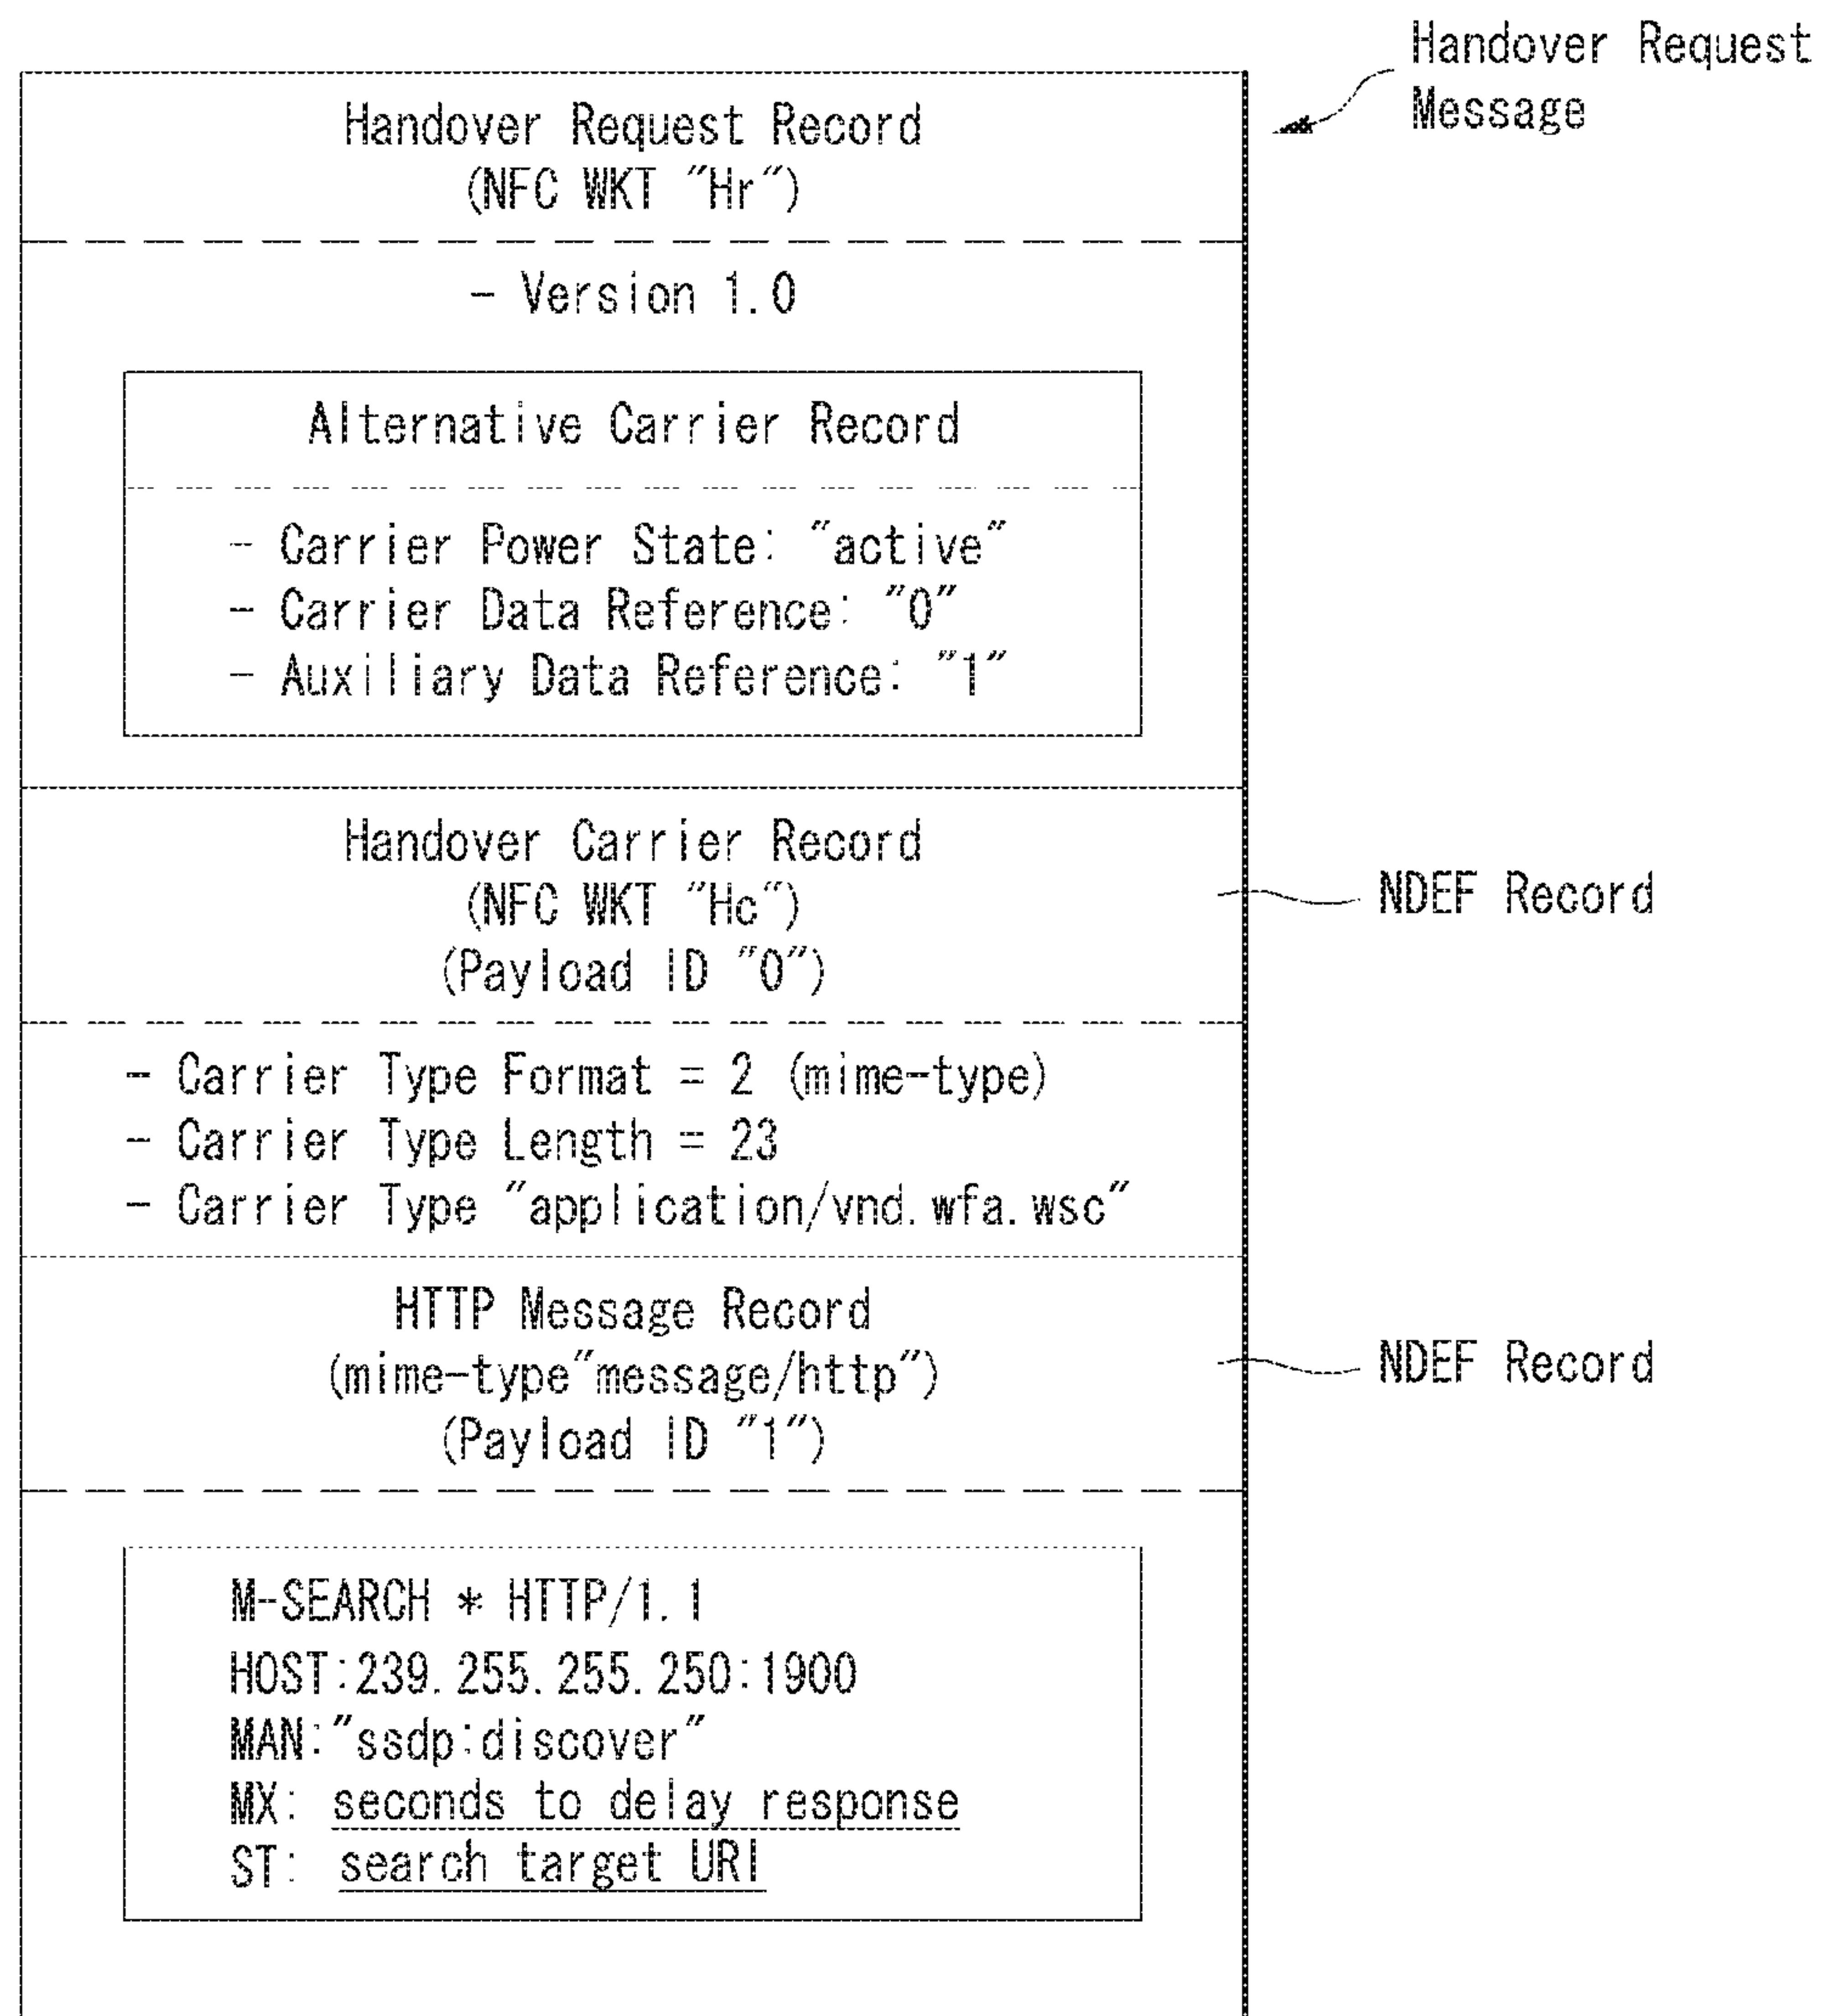 Handover Request
Message
Handover Request Record
(NFC WKT "Hr")
- Version 1.0
Alternative Carrier Record
- Carrier Power State: "active"
- Carrier Data Reference: "0"
- Auxiliary Data Reference: "1"
Handover Carrier Record
(NFC WKT "Hc")
(Payload ID "0")
NDEF Record
- Carrier Type Format = 2 (mime-type)
- Carrier Type Length = 23
- Carrier Type "application/vnd.wfa.wsc"
HTTP Message Record
(mime-type"message/http")
(Payload ID "1")
NDEF Record
M-SEARCH * HTTP/1.1
HOST:239.255.255.250:1900
MAN:"ssdp:discover"
MX: seconds to delay response
ST: search target URI